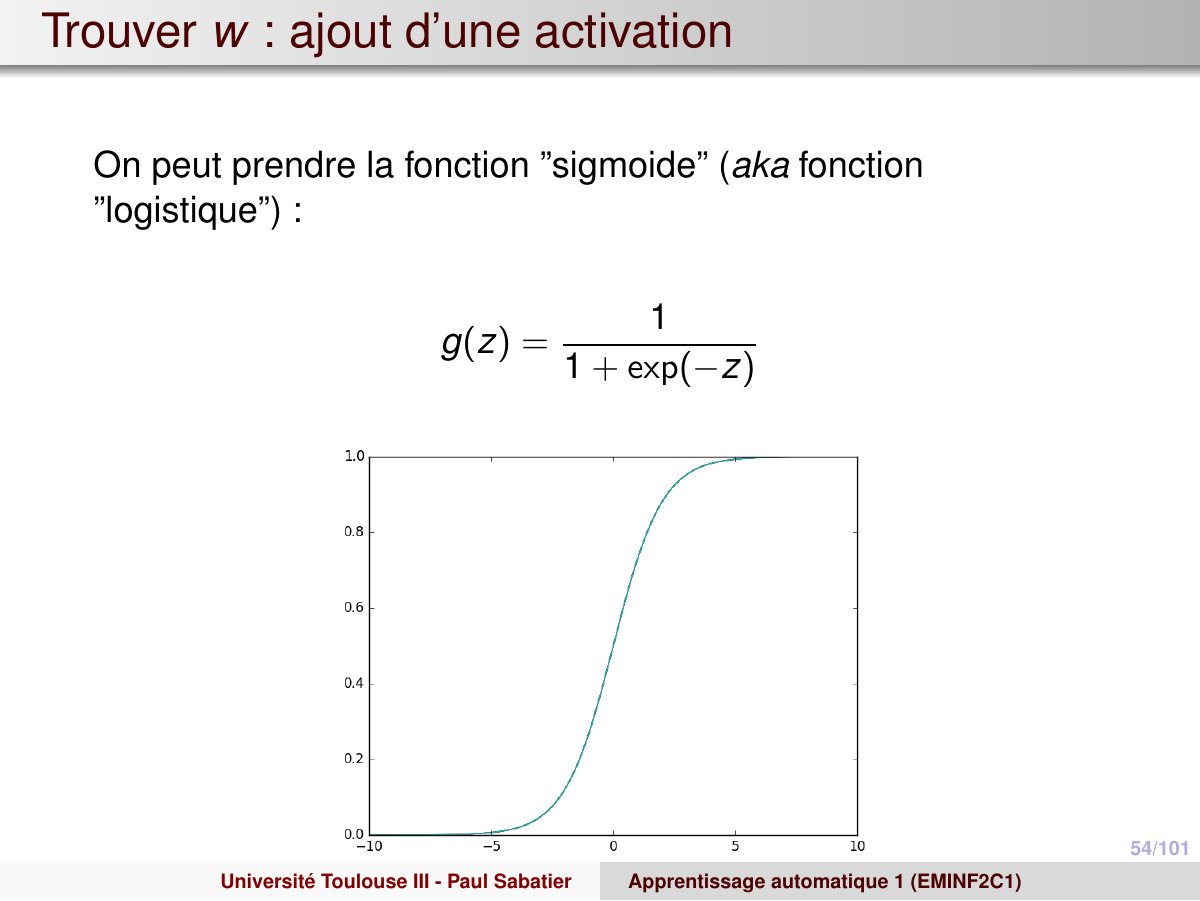 Trouver w : ajout d’une activation
On peut prendre la fonction ”sigmoide” (aka fonction
”logistique”) :
g(z) = 1 / (1 + exp(−z))
1.0
0.8
0.6
0.4
0.2
0.0
−10 −5 0 5 10
54/101
Université Toulouse III - Paul Sabatier Apprentissage automatique 1 (EMINF2C1)